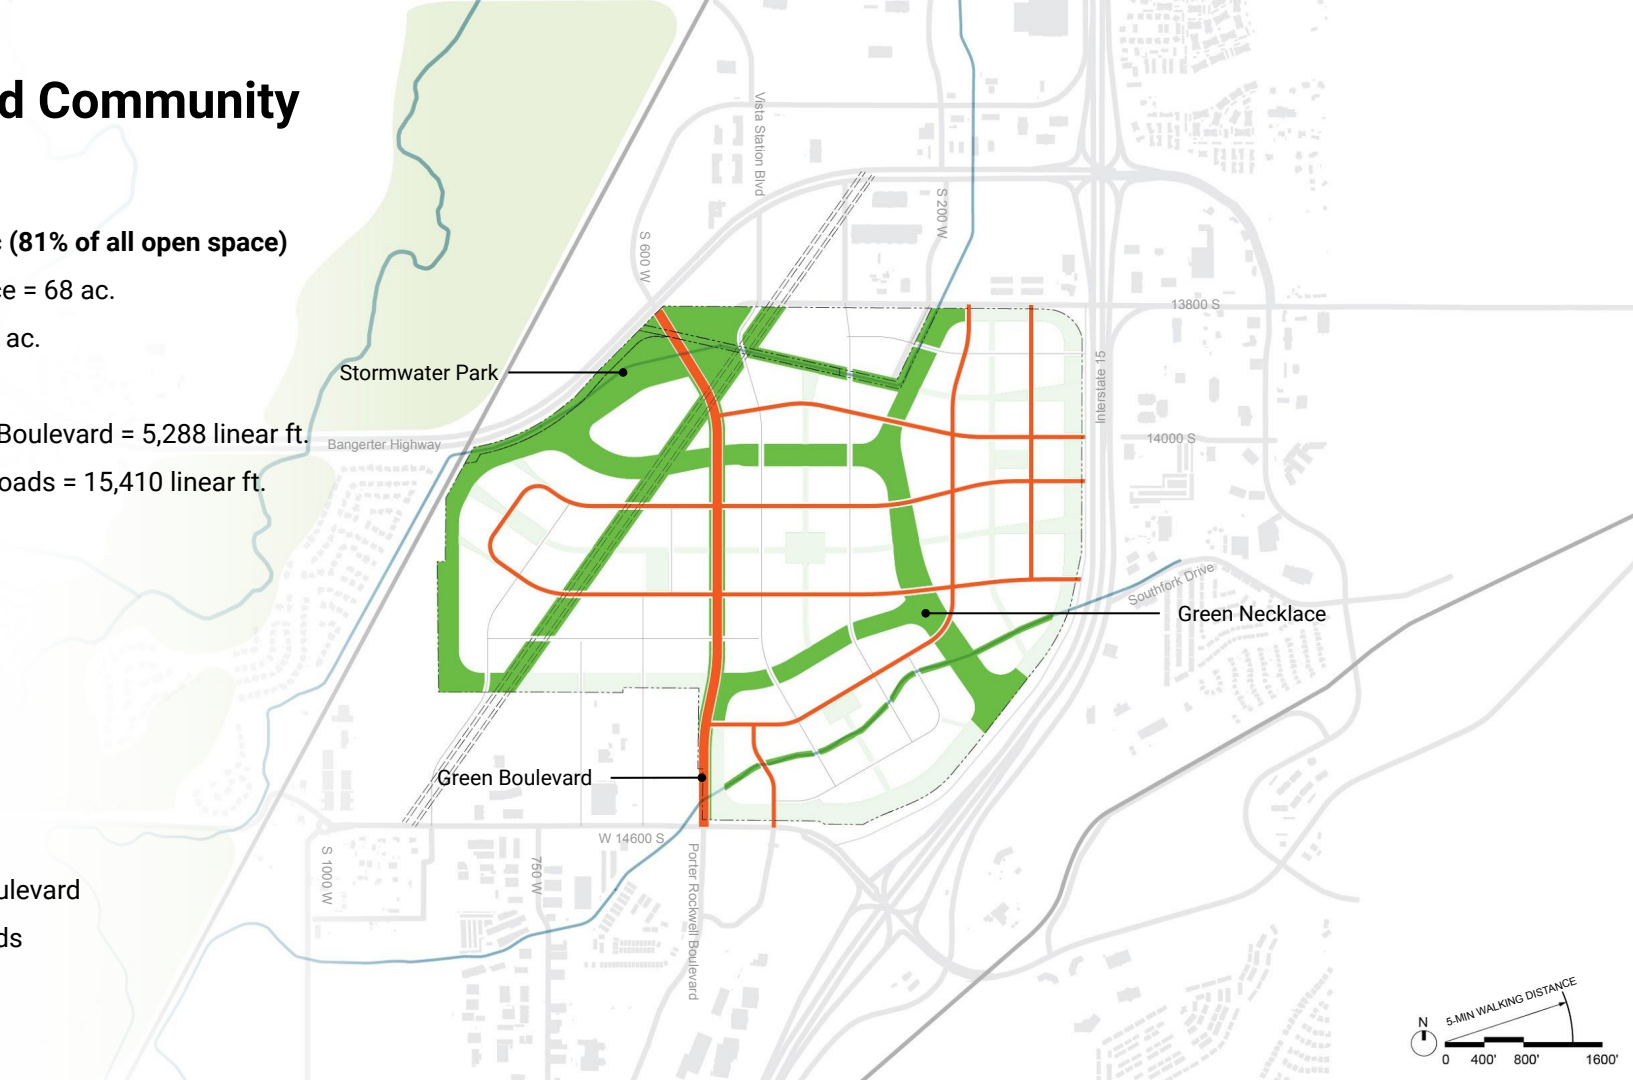 d Community
c (81% of all open space)
ce = 68 ac.
ac.
Boulevard = 5,288 linear ft.
oads = 15,410 linear ft.
ulevard
ds
Vista Station Blvd
S 600 W
S 200 W
13800 S
Interstate 15
Stormwater Park
Bangerter Highway
14000 S
Southfork Drive
Green Necklace
Green Boulevard
W 14600 S
S 1000 W
750 W
Porter Rockwell Boulevard
N
5-MIN WALKING DISTANCE
0 400' 800' 1600'